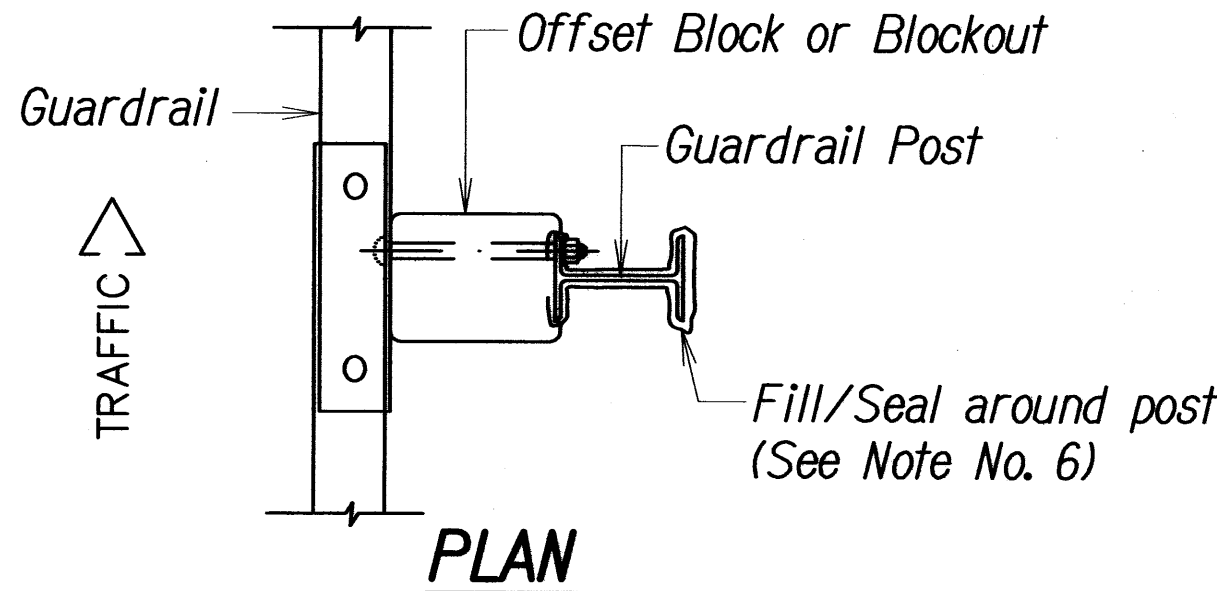 Offset Block or Blockout
Guardrail
Guardrail Post
TRAFFIC
Fill/Seal around post
(See Note No. 6)
PLAN